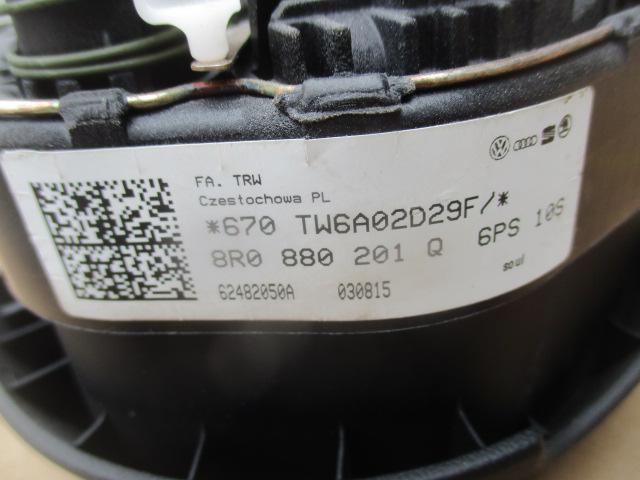 FA. TRW
Czestochowa PL
*670 TW6A02D29F/*
8R0 880 201 Q 6PS 10S
62482050A 030815